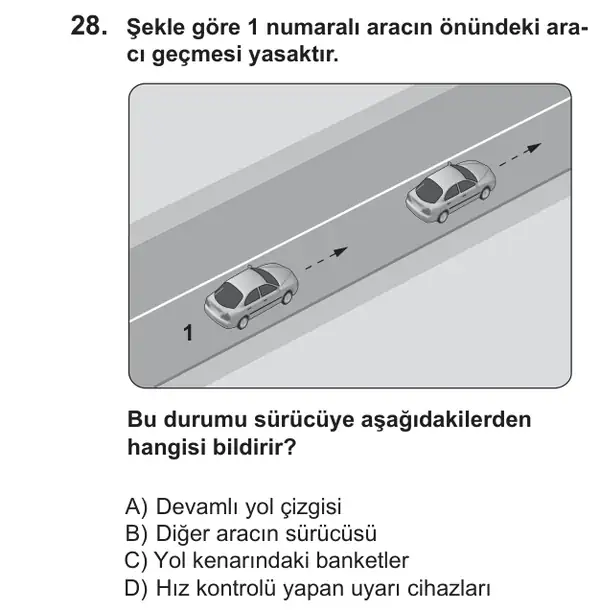 28. Şekle göre 1 numaralı aracın önündeki ara-
cı geçmesi yasaktır.
1
Bu durumu sürücüye aşağıdakilerden
hangisi bildirir?
A) Devamlı yol çizgisi
B) Diğer aracın sürücüsü
C) Yol kenarındaki banketler
D) Hız kontrolü yapan uyarı cihazları